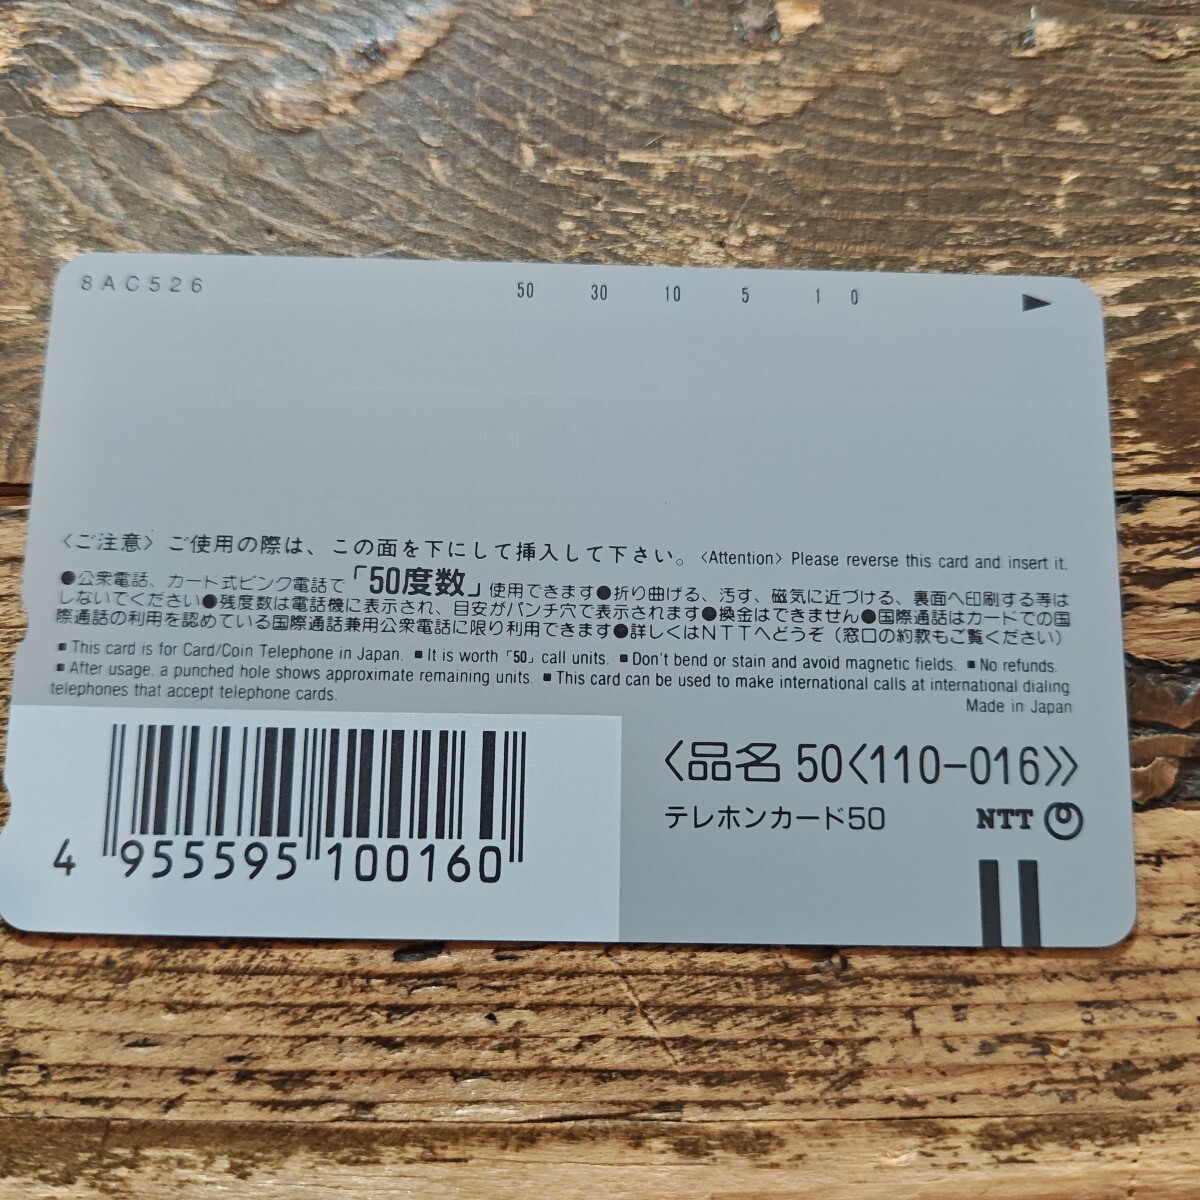 8AC526
50 30 10 5 1 0
〈ご注意〉ご使用の際は、この面を下にして挿入して下さい。〈Attention〉Please reverse this card and insert it.
●公衆電話、カード式ピンク電話で「50度数」使用できます●折り曲げる、汚す、磁気に近づける、裏面へ印刷する等は
しないでください●残度数は電話機に表示され、目安がパンチ穴で表示されます●換金はできません●国際通話はカードでの国
際通話の利用を認めている国際通話兼用公衆電話に限り利用できます●詳しくはNTTへどうぞ（窓口の約款もご覧ください）
■This card is for Card/Coin Telephone in Japan. ■It is worth「50」call units. ■Don't bend or stain and avoid magnetic fields. ■No refunds.
■After usage, a punched hole shows approximate remaining units. ■This card can be used to make international calls at international dialing
telephones that accept telephone cards.
Made in Japan
〈品名 50〈110-016〉〉
テレホンカード50
NTT
4 955595 100160